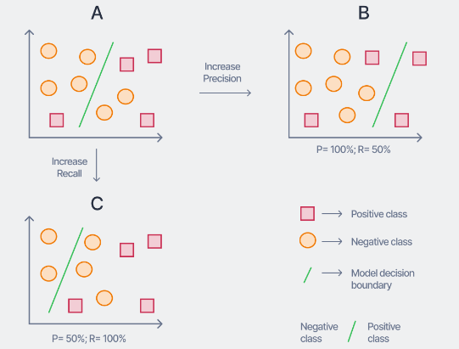 A
B
Increase
Precision
P= 100%; R= 50%
Increase
Recall
C
P= 50%; R= 100%
Positive class
Negative class
Model decision
boundary
Negative
class
Positive
class